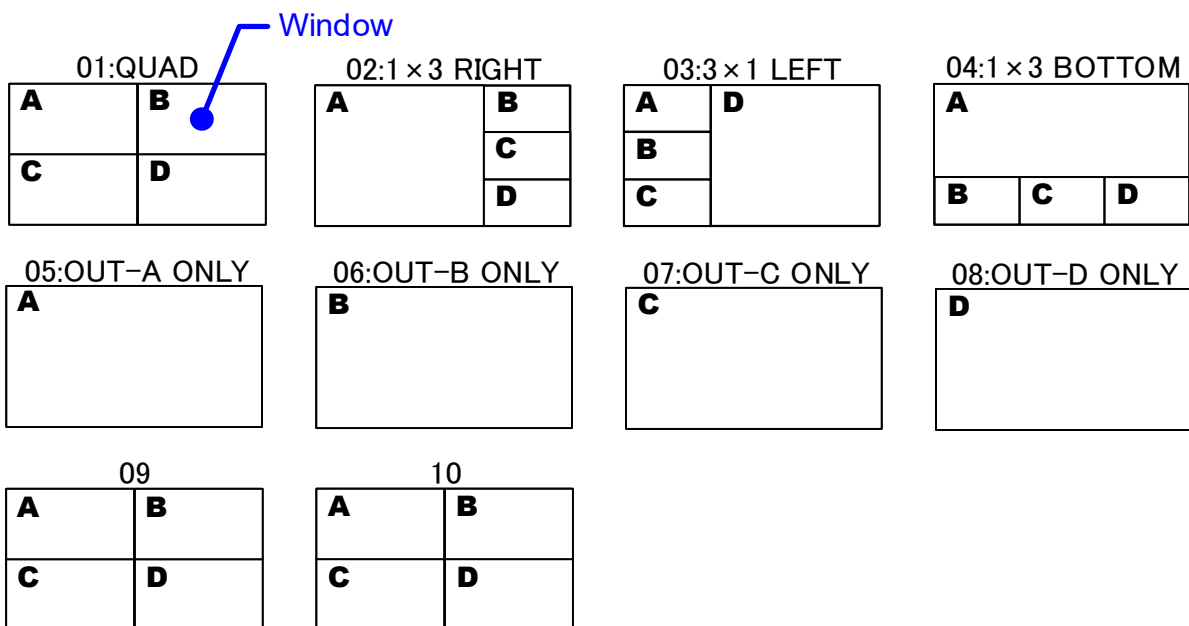 Window
01:QUAD 02:1×3 RIGHT 03:3×1 LEFT 04:1×3 BOTTOM
A B A B A D A
C B
C D D C B C D
05:OUT-A ONLY 06:OUT-B ONLY 07:OUT-C ONLY 08:OUT-D ONLY
A B C D
09 10
A B A B
C D C D